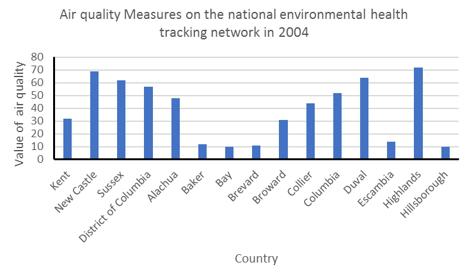 Air quality Measures on the national environmental health
tracking network in 2004
Value of air quality
80
70
60
50
40
30
20
10
0
Kent
New Castle
Sussex
District of Columbia
Alachua
Baker
Bay
Brevard
Broward
Collier
Columbia
Duval
Escambia
Highlands
Hillsborough
Country